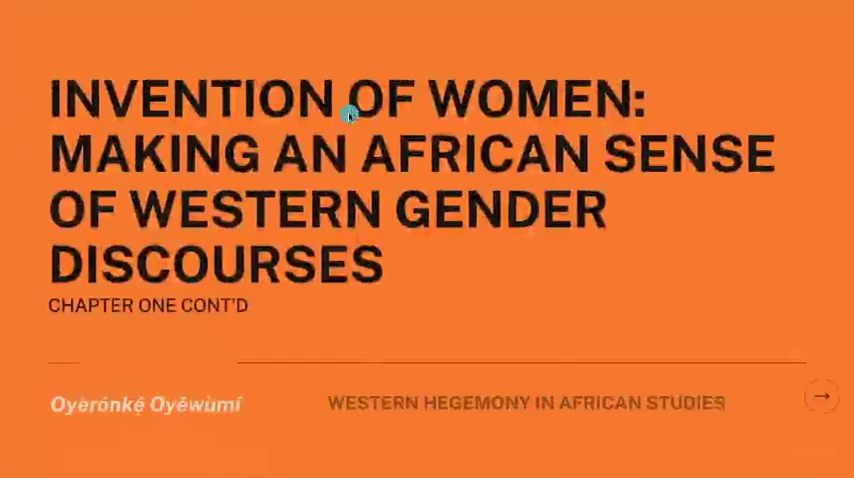 INVENTION OF WOMEN:
MAKING AN AFRICAN SENSE
OF WESTERN GENDER
DISCOURSES
CHAPTER ONE CONT'D
Oyèrónkẹ́ Oyěwùmí
WESTERN HEGEMONY IN AFRICAN STUDIES